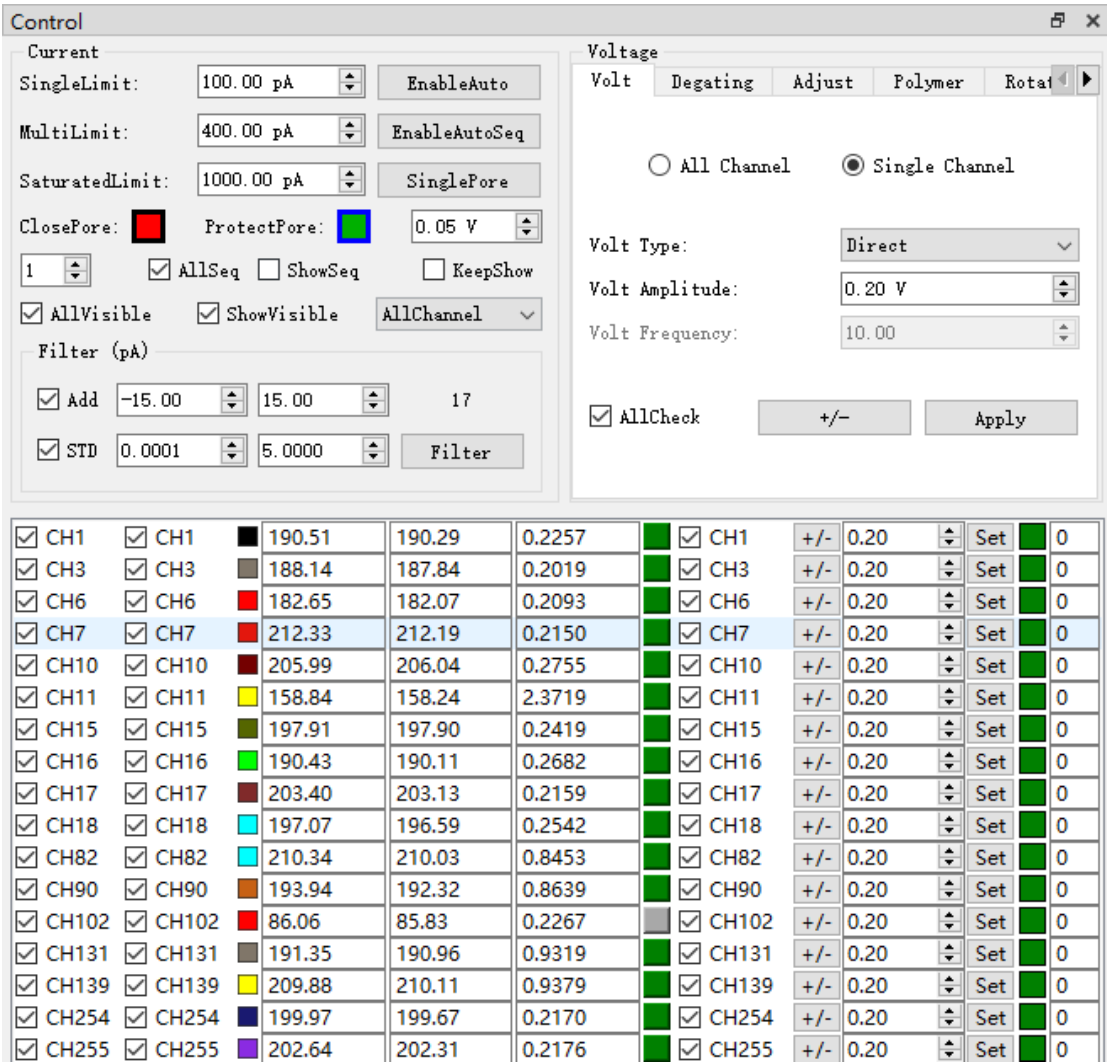 Control
Current
SingleLimit: 100.00 pA EnableAuto
MultiLimit: 400.00 pA EnableAutoSeq
SaturatedLimit: 1000.00 pA SinglePore
ClosePore: ProtectPore: 0.05 V
1 AllSeq ShowSeq KeepShow
AllVisible ShowVisible AllChannel
Filter (pA)
Add -15.00 15.00 17
STD 0.0001 5.0000 Filter
Voltage
Volt Degating Adjust Polymer Rotat
All Channel Single Channel
Volt Type: Direct
Volt Amplitude: 0.20 V
Volt Frequency: 10.00
AllCheck +/- Apply
CH1 CH1 190.51 190.29 0.2257 CH1 +/- 0.20 Set 0
CH3 CH3 188.14 187.84 0.2019 CH3 +/- 0.20 Set 0
CH6 CH6 182.65 182.07 0.2093 CH6 +/- 0.20 Set 0
CH7 CH7 212.33 212.19 0.2150 CH7 +/- 0.20 Set 0
CH10 CH10 205.99 206.04 0.2755 CH10 +/- 0.20 Set 0
CH11 CH11 158.84 158.24 2.3719 CH11 +/- 0.20 Set 0
CH15 CH15 197.91 197.90 0.2419 CH15 +/- 0.20 Set 0
CH16 CH16 190.43 190.11 0.2682 CH16 +/- 0.20 Set 0
CH17 CH17 203.40 203.13 0.2159 CH17 +/- 0.20 Set 0
CH18 CH18 197.07 196.59 0.2542 CH18 +/- 0.20 Set 0
CH82 CH82 210.34 210.03 0.8453 CH82 +/- 0.20 Set 0
CH90 CH90 193.94 192.32 0.8639 CH90 +/- 0.20 Set 0
CH102 CH102 86.06 85.83 0.2267 CH102 +/- 0.20 Set 0
CH131 CH131 191.35 190.96 0.9319 CH131 +/- 0.20 Set 0
CH139 CH139 209.88 210.11 0.9379 CH139 +/- 0.20 Set 0
CH254 CH254 199.97 199.67 0.2170 CH254 +/- 0.20 Set 0
CH255 CH255 202.64 202.31 0.2176 CH255 +/- 0.20 Set 0